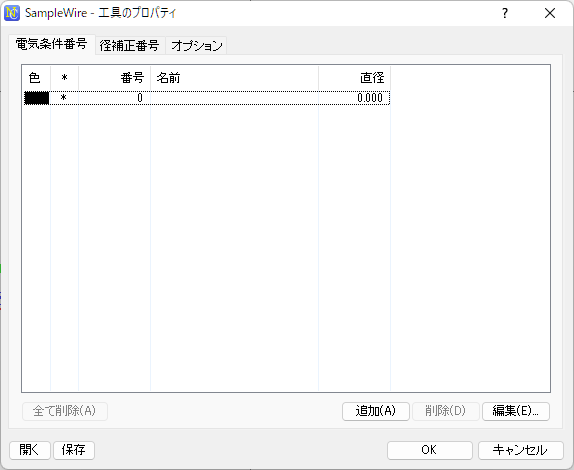 SampleWire - 工具のプロパティ ?
電気条件番号 径補正番号 オプション
色 * 番号 名前 直径
* 0 0.000
全て削除(A) 追加(A) 削除(D) 編集(E)...
開く 保存 OK キャンセル